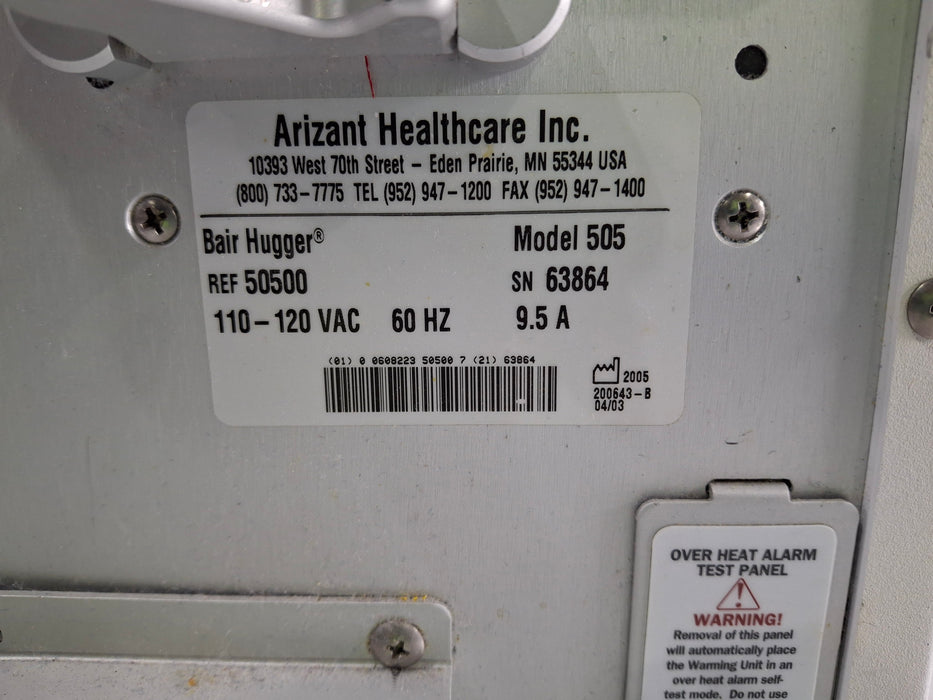 Arizant Healthcare Inc.
10393 West 70th Street – Eden Prairie, MN 55344 USA
(800) 733–7775 TEL (952) 947–1200 FAX (952) 947–1400
Bair Hugger® Model 505
REF 50500 SN 63864
110–120 VAC 60 HZ 9.5 A
(01) 0 0608223 50500 7 (21) 63864
2005
200643–B
04/03
OVER HEAT ALARM
TEST PANEL
WARNING!
Removal of this panel
will automatically place
the Warming Unit in an
over heat alarm self-
test mode. Do not use